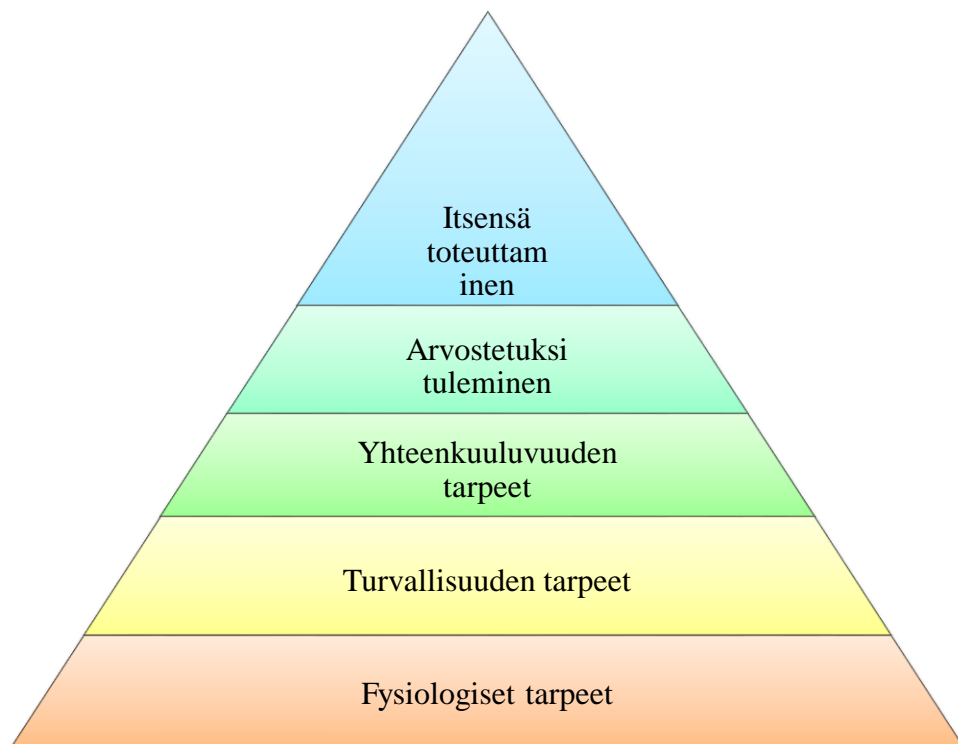 Itsensä
toteuttam
inen
Arvostetuksi
tuleminen
Yhteenkuuluvuuden
tarpeet
Turvallisuuden tarpeet
Fysiologiset tarpeet